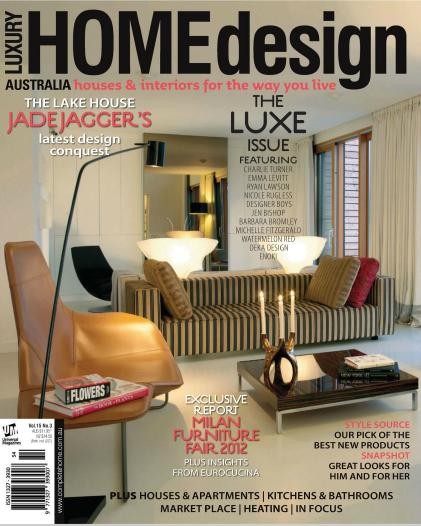 LUXURY
HOMEdesign
AUSTRALIA houses & interiors for the way you live
THE LAKE HOUSE
JADE JAGGER'S
latest design
conquest
THE
LUXE
ISSUE
FEATURING
CHARLIE TURNER
EMMA LEVITT
RYAN LAWSON
NICOLE RUGLESS
DESIGNER BOYS
JEN BISHOP
BARBARA BROMLEY
MICHELLE FITZGERALD
WATERMELON RED
DEKA DESIGN
ENOKI
FLOWERS
BOOK of PLANTS
EXCLUSIVE
REPORT
MILAN
FURNITURE
FAIR 2012
PLUS INSIGHTS
FROM EUROCUCINA
STYLE SOURCE
OUR PICK OF THE
BEST NEW PRODUCTS
SNAPSHOT
GREAT LOOKS FOR
HIM AND FOR HER
PLUS HOUSES & APARTMENTS | KITCHENS & BATHROOMS
MARKET PLACE | HEATING | IN FOCUS
UM
Universal
Magazines
Vol.15 No.3
www.completehome.com.au